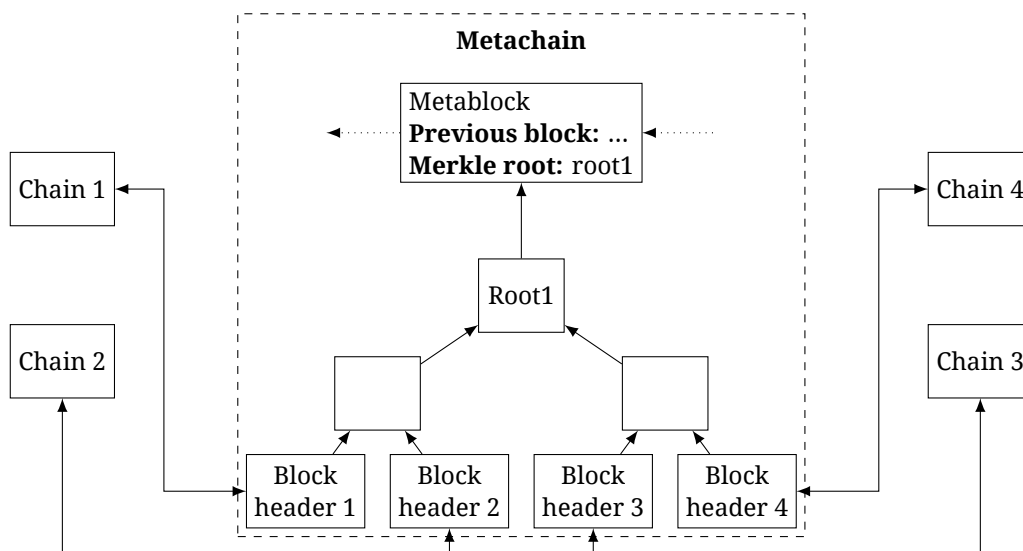 Metachain
Metablock
Previous block: ...
Merkle root: root1
Chain 1
Chain 4
Root1
Chain 2
Chain 3
Block
header 1
Block
header 2
Block
header 3
Block
header 4